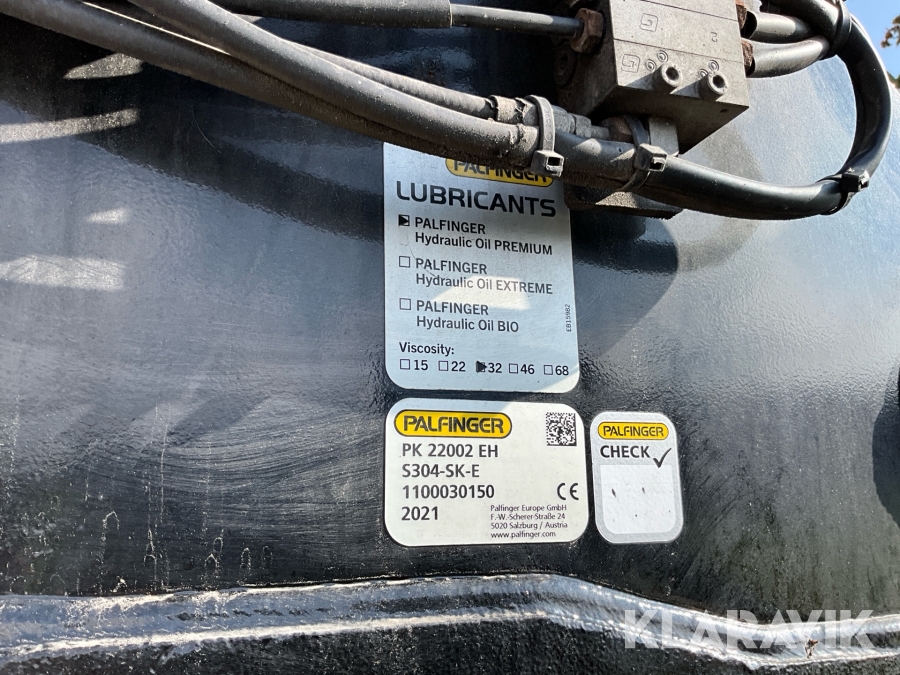 PALFINGER
LUBRICANTS
PALFINGER
Hydraulic Oil PREMIUM
PALFINGER
Hydraulic Oil EXTREME
PALFINGER
Hydraulic Oil BIO
EB15982
Viscosity:
15 22 32 46 68
PALFINGER
PK 22002 EH
S304-SK-E
1100030150
CE
2021
Palfinger Europe GmbH
F.-W.-Scherer-Straße 24
5020 Salzburg / Austria
www.palfinger.com
PALFINGER
CHECK
KLARAVIK